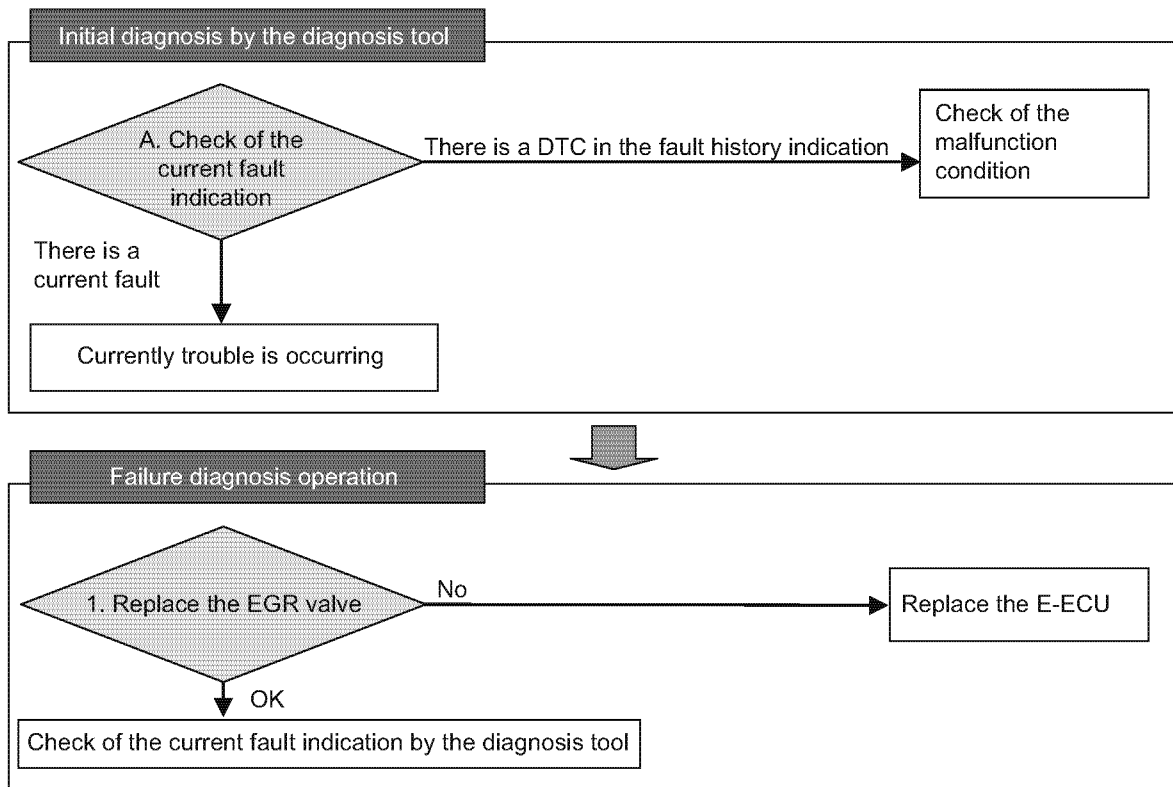 Initial diagnosis by the diagnosis tool
A. Check of the
current fault
indication
There is a DTC in the fault history indication
Check of the
malfunction
condition
There is a
current fault
Currently trouble is occurring
Failure diagnosis operation
1. Replace the EGR valve
No
Replace the E-ECU
OK
Check of the current fault indication by the diagnosis tool